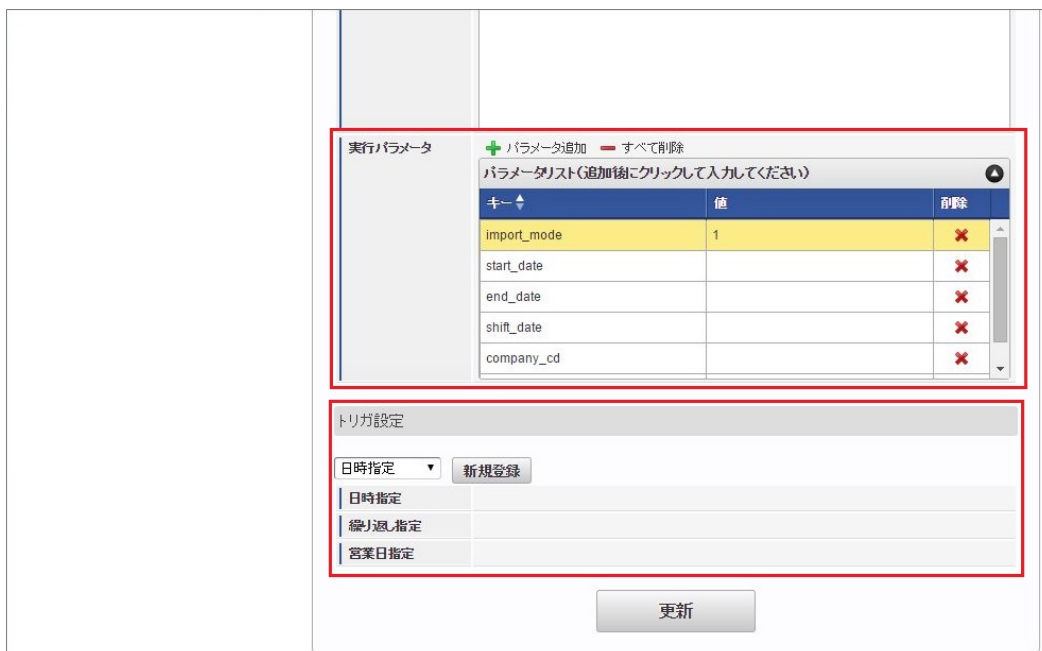 実行パラメータ
パラメータ追加 すべて削除
パラメータリスト(追加後にクリックして入力してください)
キー 値 削除
import_mode 1
start_date
end_date
shift_date
company_cd
トリガ設定
日時指定 新規登録
日時指定
繰り返し指定
営業日指定
更新